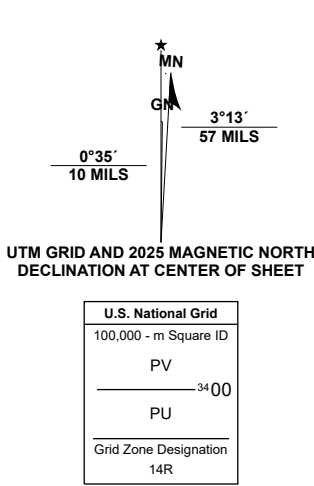 MN
GN
3°13´
57 MILS
0°35´
10 MILS
UTM GRID AND 2025 MAGNETIC NORTH
DECLINATION AT CENTER OF SHEET
U.S. National Grid
100,000 - m Square ID
PV
3400
PU
Grid Zone Designation
14R